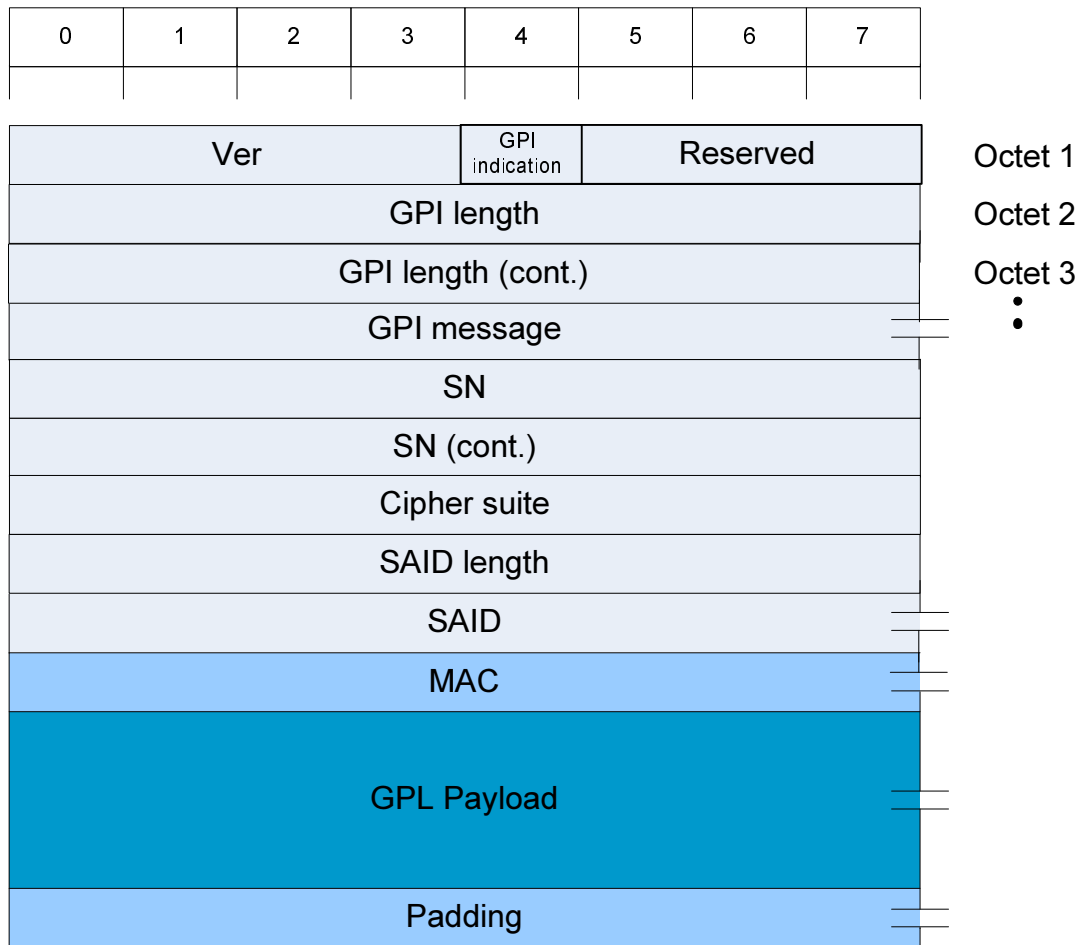 0 1 2 3 4 5 6 7
Ver GPI indication Reserved Octet 1
GPI length Octet 2
GPI length (cont.) Octet 3
GPI message
SN
SN (cont.)
Cipher suite
SAID length
SAID
MAC
GPL Payload
Padding